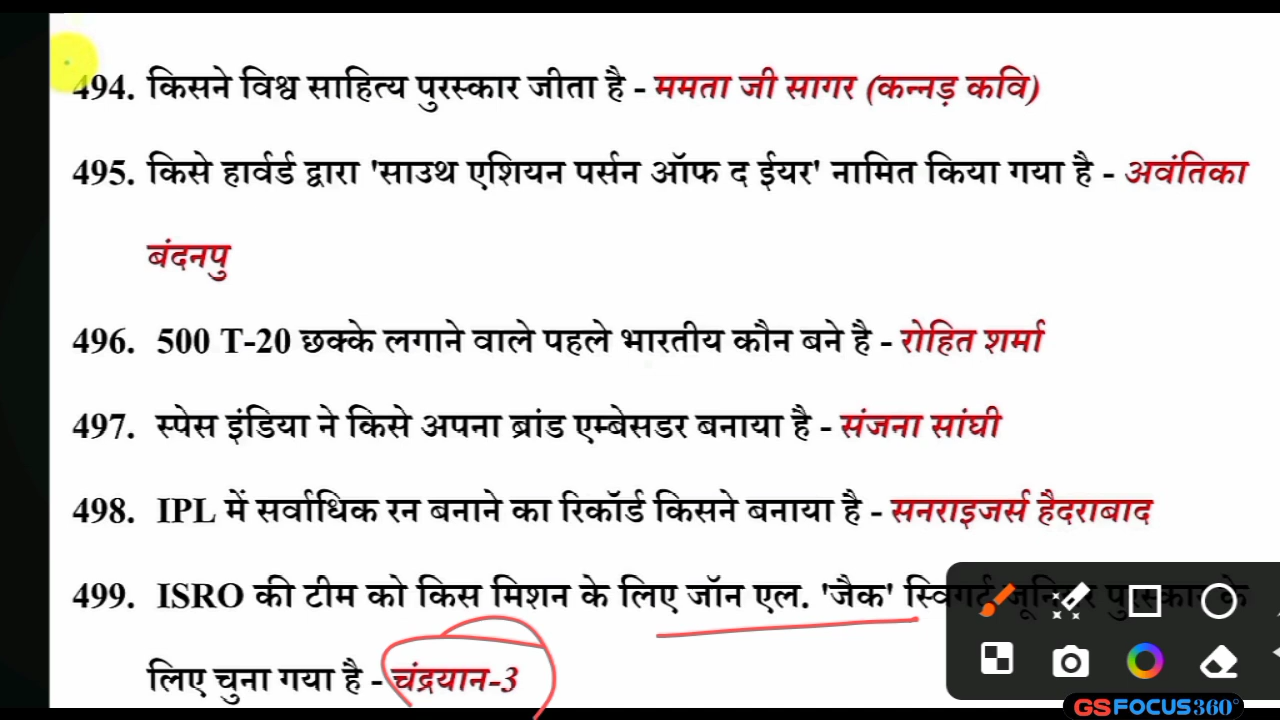 494. किसने विश्व साहित्य पुरस्कार जीता है - ममता जी सागर (कन्नड़ कवि)
495. किसे हार्वर्ड द्वारा 'साउथ एशियन पर्सन ऑफ द ईयर' नामित किया गया है - अवंतिका
बंदनपु
496. 500 T-20 छक्के लगाने वाले पहले भारतीय कौन बने है - रोहित शर्मा
497. स्पेस इंडिया ने किसे अपना ब्रांड एम्बेसडर बनाया है - संजना सांघी
498. IPL में सर्वाधिक रन बनाने का रिकॉर्ड किसने बनाया है - सनराइजर्स हैदराबाद
499. ISRO की टीम को किस मिशन के लिए जॉन एल. 'जैक' स्विगर्ट जूनियर पुरस्कार के
लिए चुना गया है - चंद्रयान-3
GSFOCUS360°